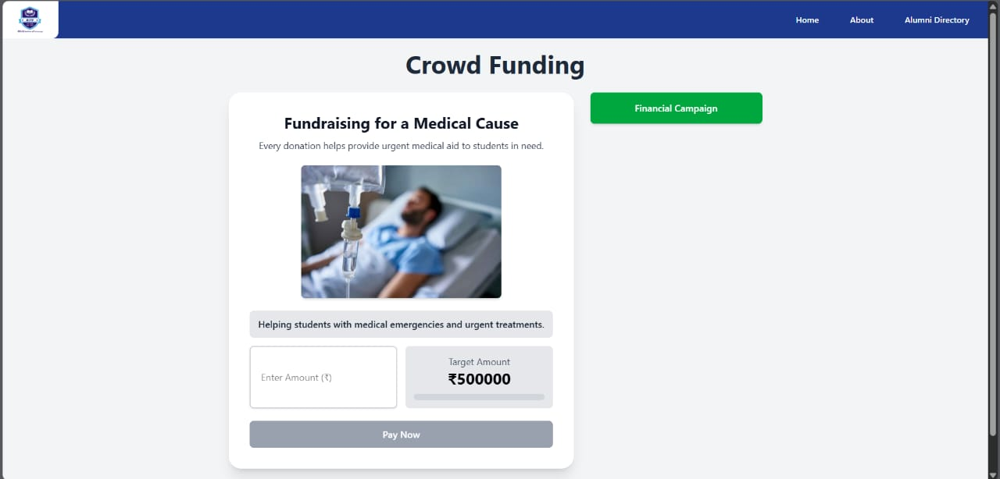 Home
About
Alumni Directory
Crowd Funding
Fundraising for a Medical Cause
Every donation helps provide urgent medical aid to students in need.
Helping students with medical emergencies and urgent treatments.
Enter Amount (₹)
Target Amount
₹500000
Pay Now
Financial Campaign